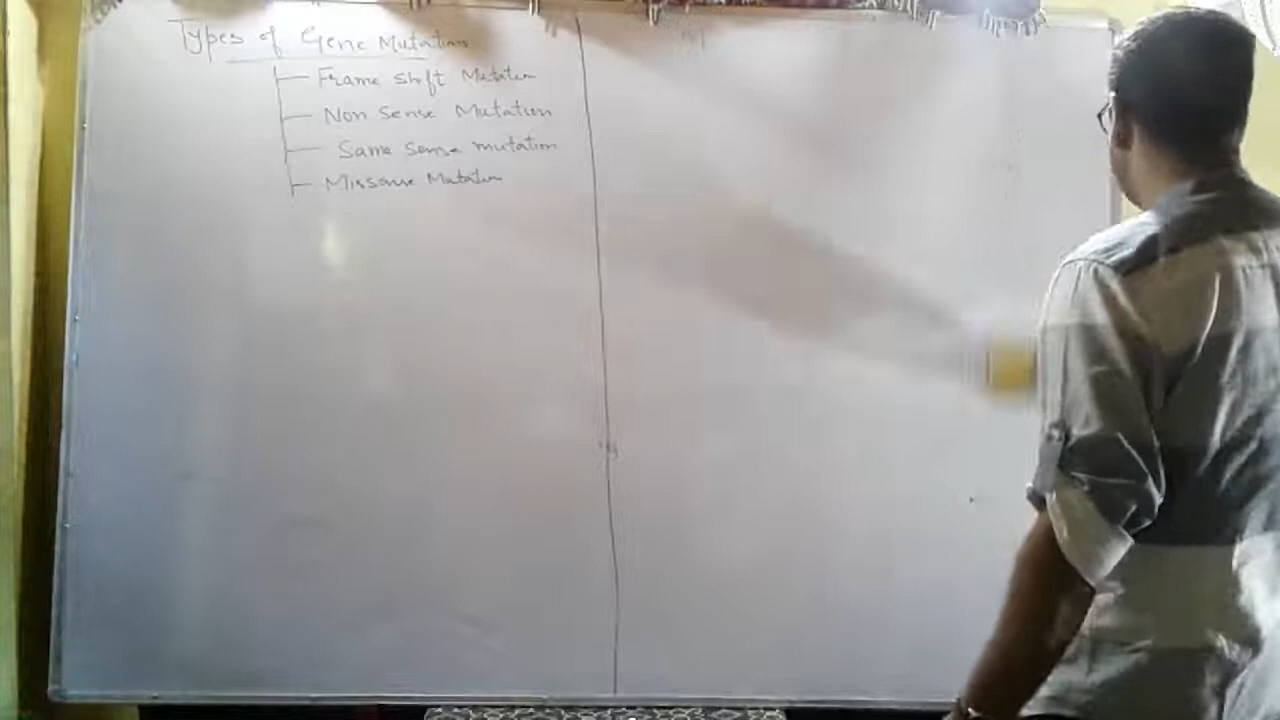 Types of Gene Mutation
Frame shift Mutation
Non Sense Mutation
Same sense mutation
Missense Mutation